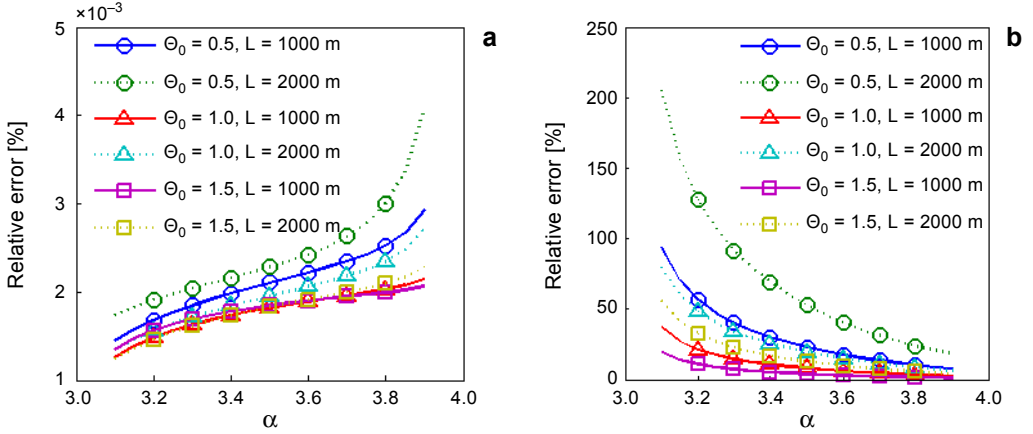 ×10⁻³
a
5
4
3
2
1
Relative error [%]
Θ₀ = 0.5, L = 1000 m
Θ₀ = 0.5, L = 2000 m
Θ₀ = 1.0, L = 1000 m
Θ₀ = 1.0, L = 2000 m
Θ₀ = 1.5, L = 1000 m
Θ₀ = 1.5, L = 2000 m
3.0 3.2 3.4 3.6 3.8 4.0
α
b
250
200
150
100
50
0
Relative error [%]
Θ₀ = 0.5, L = 1000 m
Θ₀ = 0.5, L = 2000 m
Θ₀ = 1.0, L = 1000 m
Θ₀ = 1.0, L = 2000 m
Θ₀ = 1.5, L = 1000 m
Θ₀ = 1.5, L = 2000 m
3.0 3.2 3.4 3.6 3.8 4.0
α